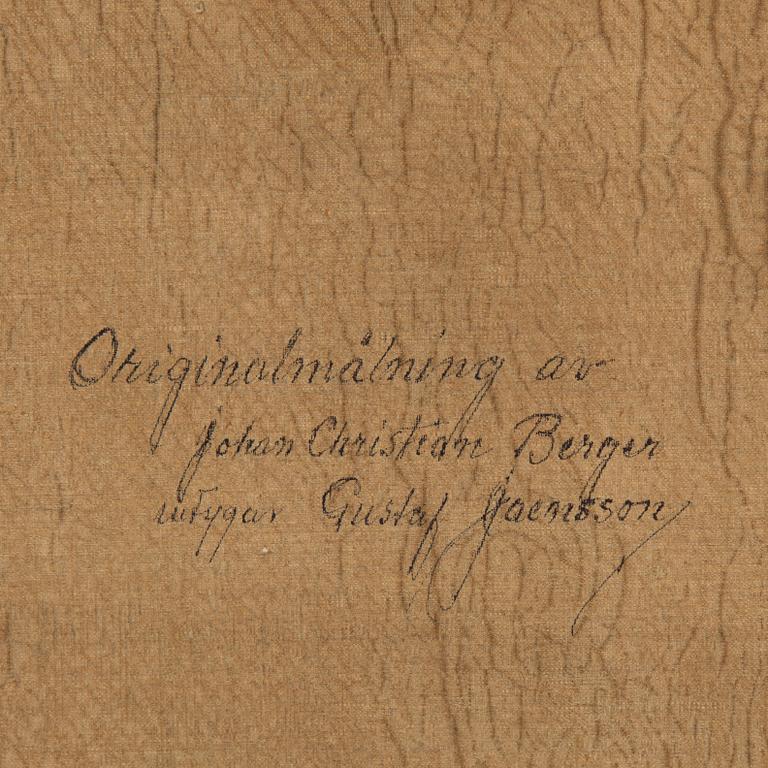 Originalmålning av
Johan Christian Berger
intygar Gustaf Jaensson